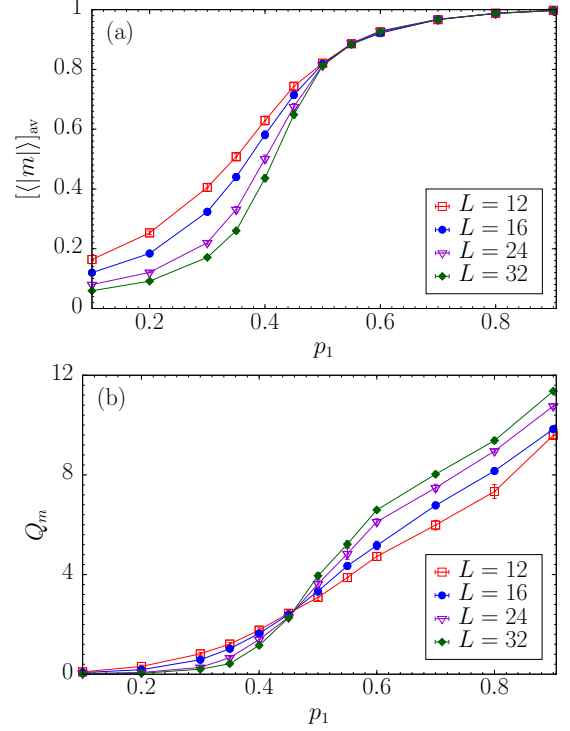 (a)
1
0.8
0.6
0.4
0.2
0
[⟨|m|⟩]av
0.2 0.4 0.6 0.8
p1
L = 12
L = 16
L = 24
L = 32
(b)
12
8
4
0
Qm
0.2 0.4 0.6 0.8
p1
L = 12
L = 16
L = 24
L = 32